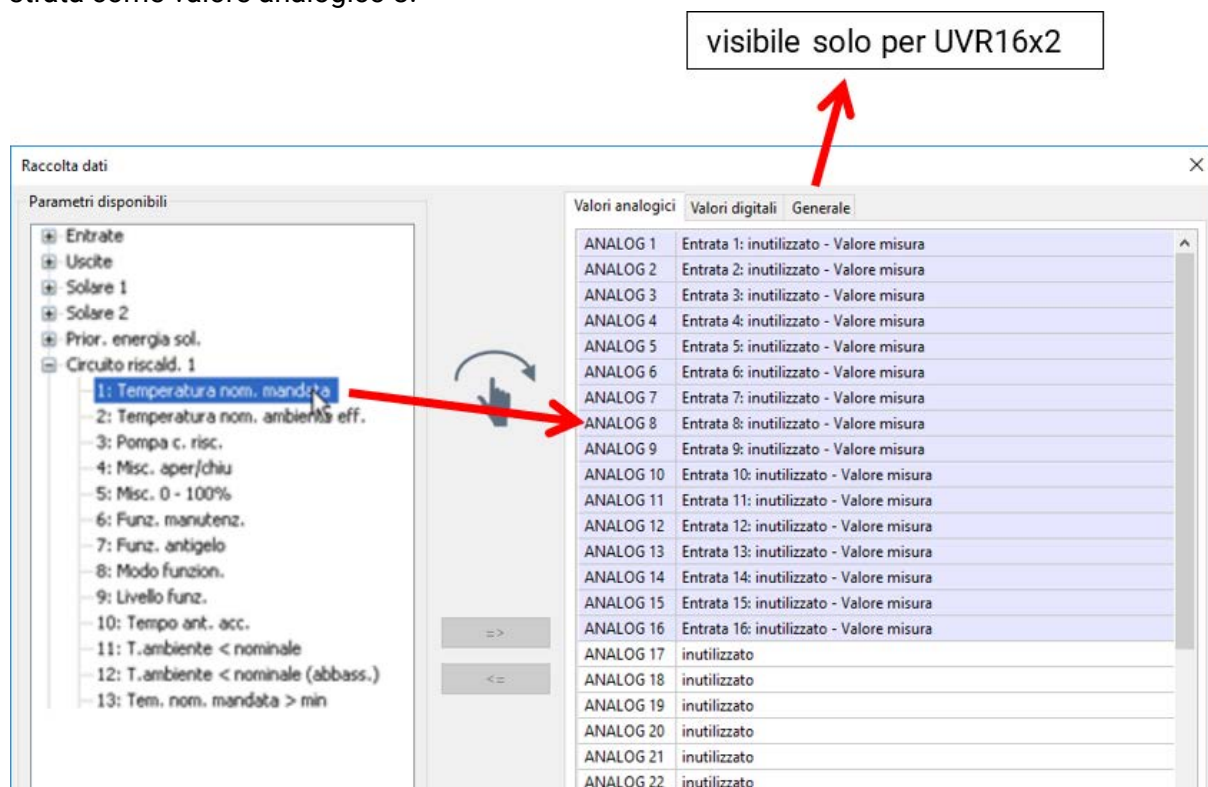 strata come valore analogico 8.
visibile solo per UVR16x2
Raccolta dati
Parametri disponibili
Entrate
Uscite
Solare 1
Solare 2
Prior. energia sol.
Circuito riscald. 1
1: Temperatura nom. mandata
2: Temperatura nom. ambiente eff.
3: Pompa c. risc.
4: Misc. aper/chiu
5: Misc. 0 - 100%
6: Funz. manutenz.
7: Funz. antigelo
8: Modo funzion.
9: Livello funz.
10: Tempo ant. acc.
11: T.ambiente < nominale
12: T.ambiente < nominale (abbass.)
13: Tem. nom. mandata > min
=>
<=
Valori analogici Valori digitali Generale
ANALOG 1 Entrata 1: inutilizzato - Valore misura
ANALOG 2 Entrata 2: inutilizzato - Valore misura
ANALOG 3 Entrata 3: inutilizzato - Valore misura
ANALOG 4 Entrata 4: inutilizzato - Valore misura
ANALOG 5 Entrata 5: inutilizzato - Valore misura
ANALOG 6 Entrata 6: inutilizzato - Valore misura
ANALOG 7 Entrata 7: inutilizzato - Valore misura
ANALOG 8 Entrata 8: inutilizzato - Valore misura
ANALOG 9 Entrata 9: inutilizzato - Valore misura
ANALOG 10 Entrata 10: inutilizzato - Valore misura
ANALOG 11 Entrata 11: inutilizzato - Valore misura
ANALOG 12 Entrata 12: inutilizzato - Valore misura
ANALOG 13 Entrata 13: inutilizzato - Valore misura
ANALOG 14 Entrata 14: inutilizzato - Valore misura
ANALOG 15 Entrata 15: inutilizzato - Valore misura
ANALOG 16 Entrata 16: inutilizzato - Valore misura
ANALOG 17 inutilizzato
ANALOG 18 inutilizzato
ANALOG 19 inutilizzato
ANALOG 20 inutilizzato
ANALOG 21 inutilizzato
ANALOG 22 inutilizzato